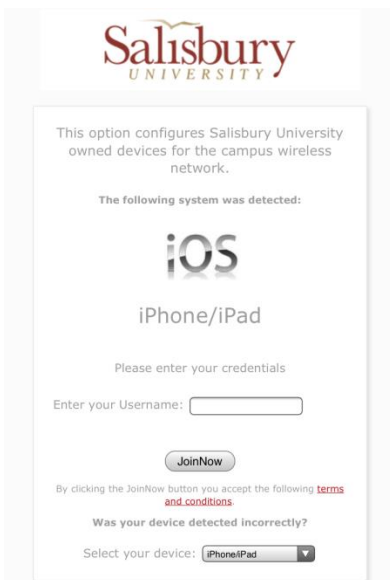 Salisbury
UNIVERSITY
This option configures Salisbury University
owned devices for the campus wireless
network.
The following system was detected:
iOS
iPhone/iPad
Please enter your credentials
Enter your Username:
JoinNow
By clicking the JoinNow button you accept the following terms
and conditions.
Was your device detected incorrectly?
Select your device: iPhone/iPad